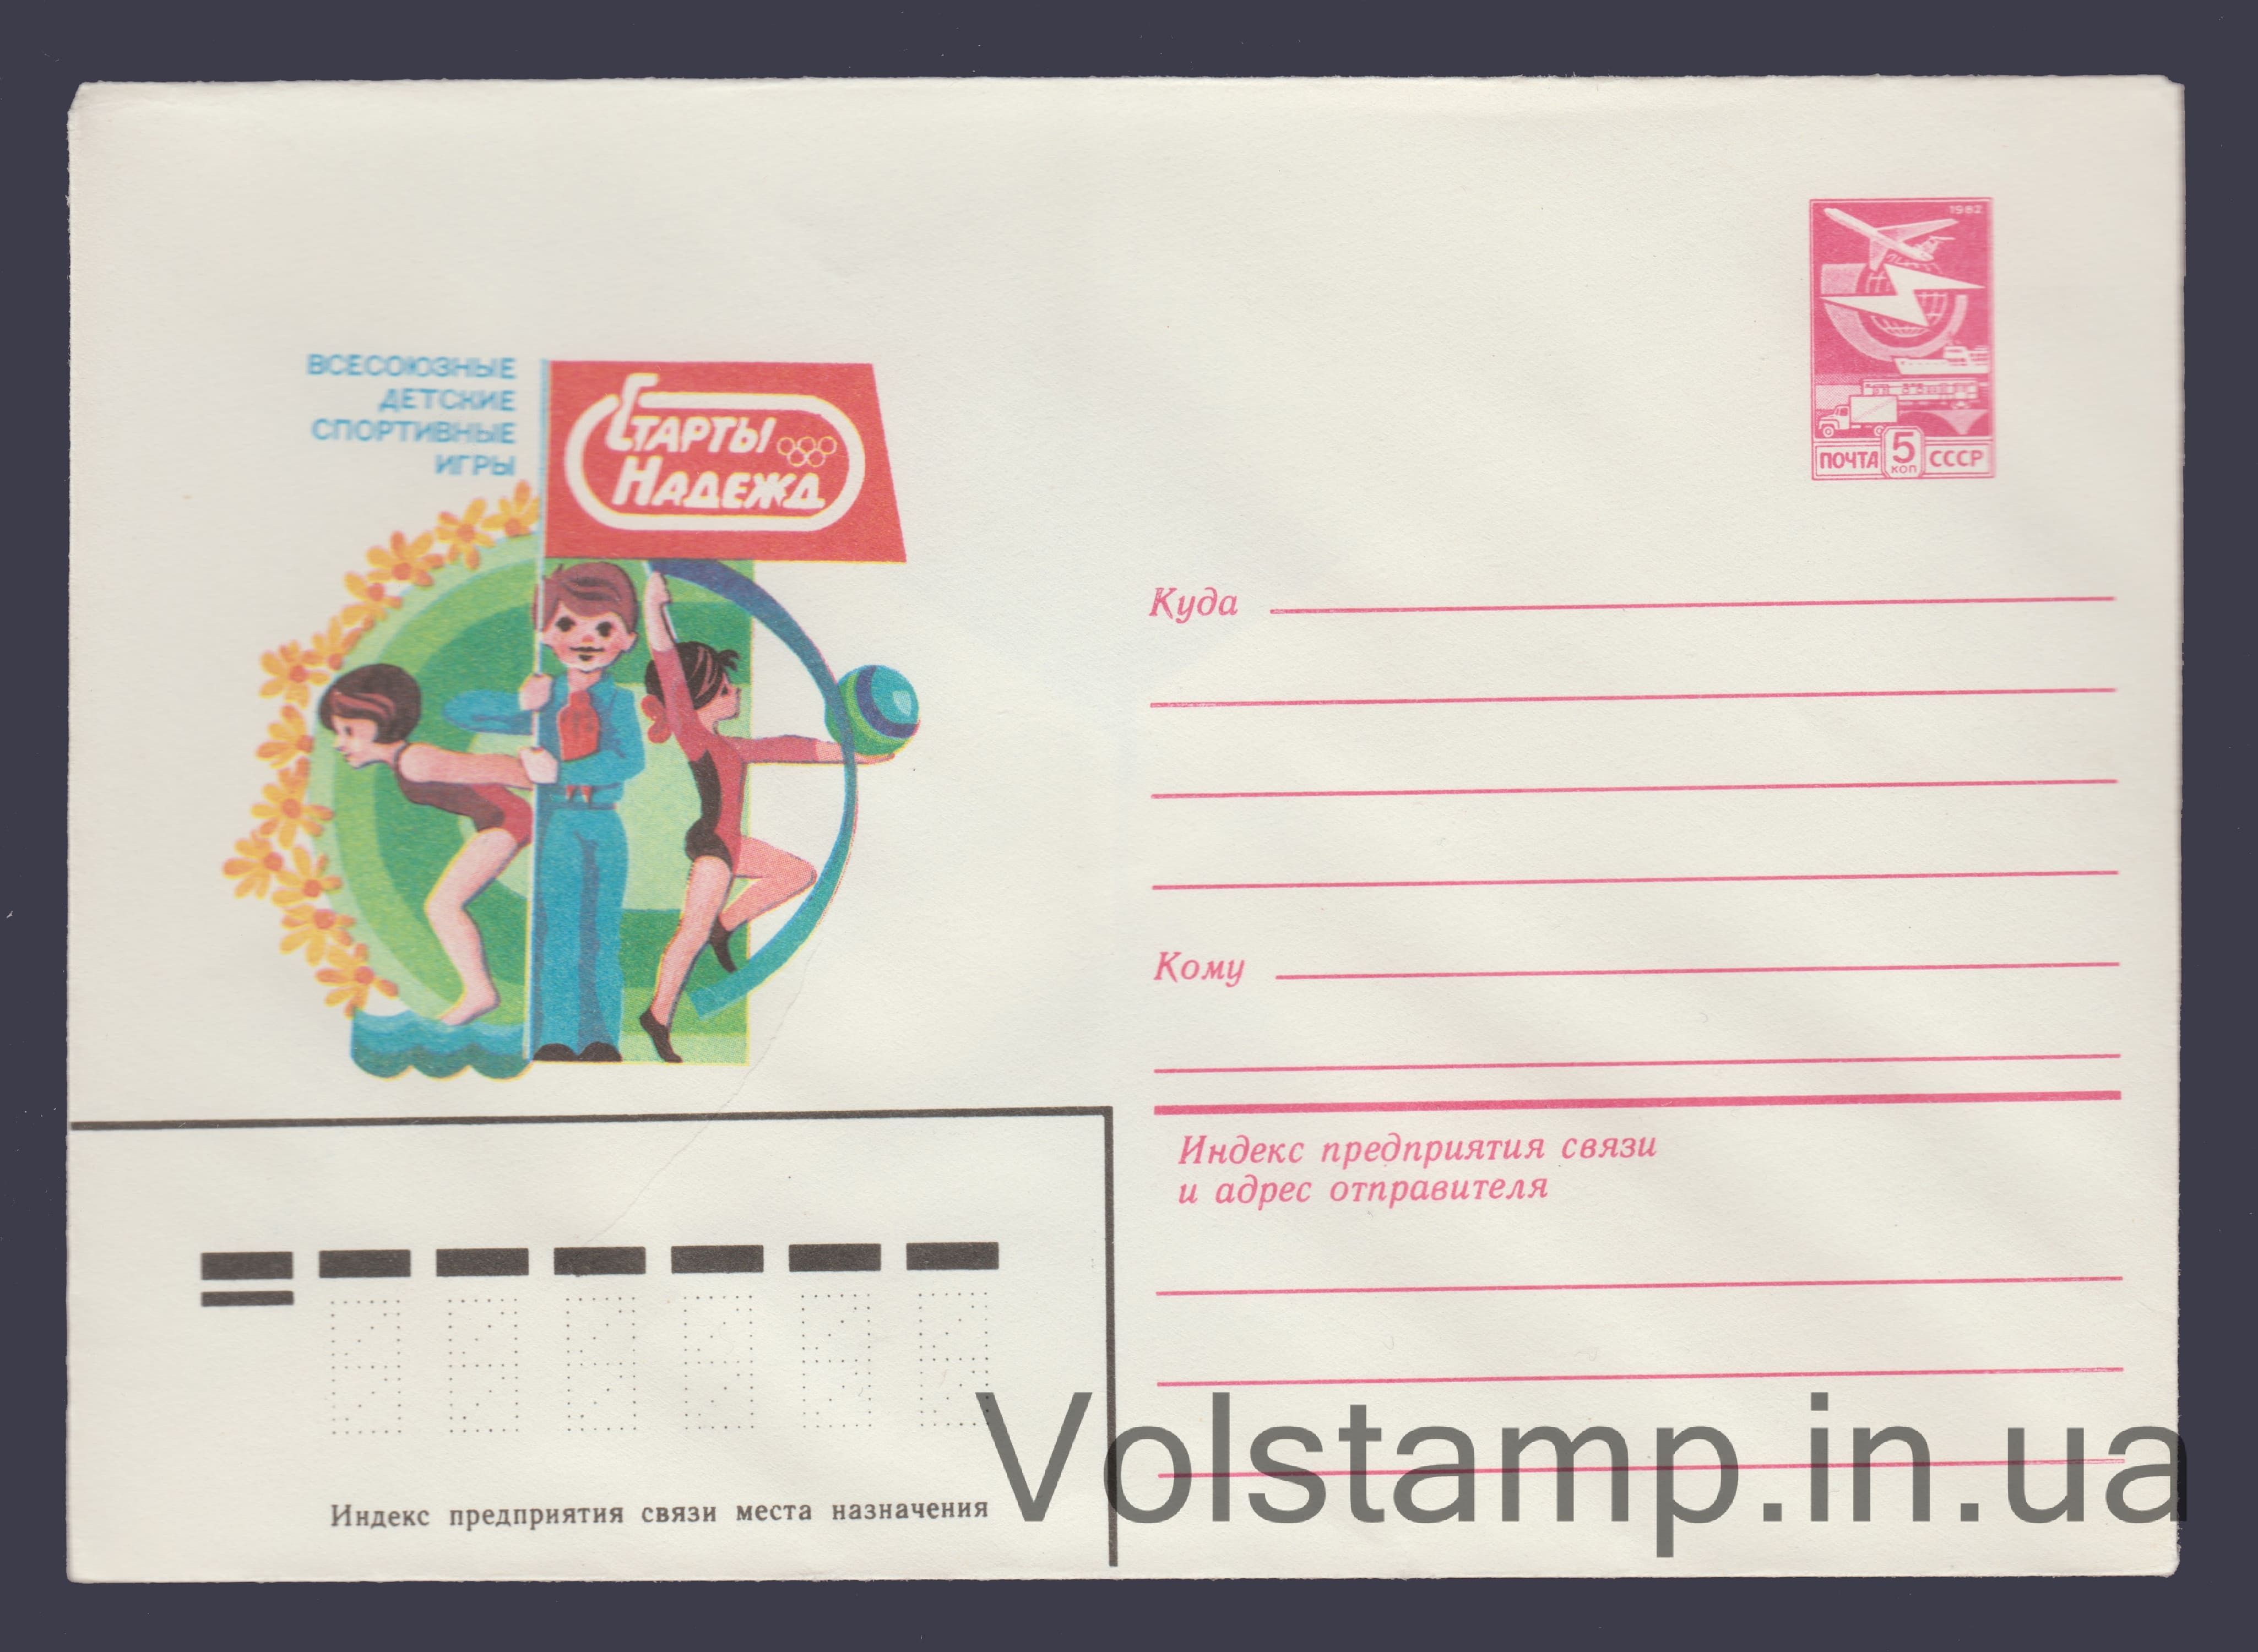 ВСЕСОЮЗНЫЕ
ДЕТСКИЕ
СПОРТИВНЫЕ
ИГРЫ
СТАРТЫ
НАДЕЖД
1982
ПОЧТА 5 КОП СССР
Куда
Кому
Индекс предприятия связи
и адрес отправителя
Индекс предприятия связи места назначения
Volstamp.in.ua